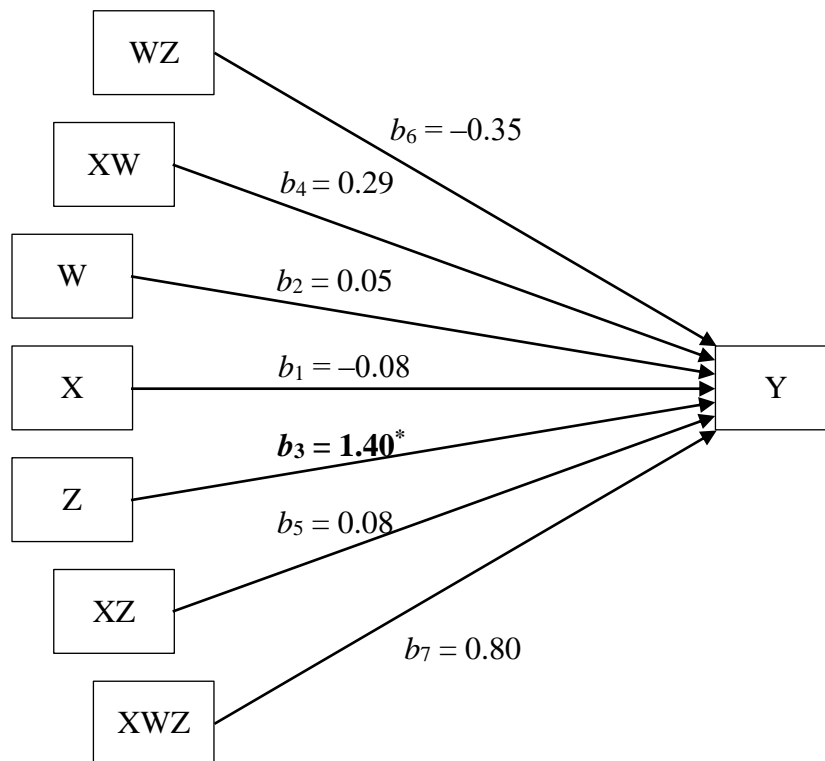 WZ
b6 = –0.35
XW
b4 = 0.29
W
b2 = 0.05
X
b1 = –0.08
Y
b3 = 1.40*
Z
b5 = 0.08
XZ
b7 = 0.80
XWZ